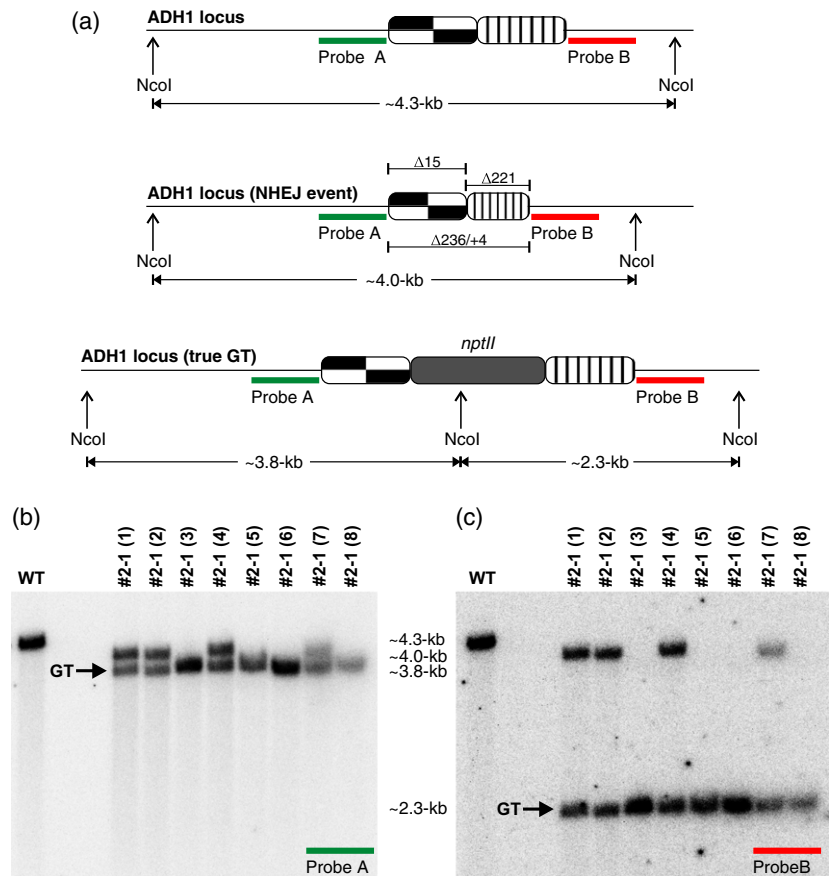 (a)
ADH1 locus
Probe A
Probe B
NcoI
NcoI
~4.3-kb
Δ15
Δ221
ADH1 locus (NHEJ event)
Probe A
Probe B
Δ236/+4
NcoI
NcoI
~4.0-kb
nptII
ADH1 locus (true GT)
Probe A
Probe B
NcoI
NcoI
NcoI
~3.8-kb
~2.3-kb
(b)
WT
#2-1 (1)
#2-1 (2)
#2-1 (3)
#2-1 (4)
#2-1 (5)
#2-1 (6)
#2-1 (7)
#2-1 (8)
GT
Probe A
~4.3-kb
~4.0-kb
~3.8-kb
~2.3-kb
(c)
WT
#2-1 (1)
#2-1 (2)
#2-1 (3)
#2-1 (4)
#2-1 (5)
#2-1 (6)
#2-1 (7)
#2-1 (8)
GT
ProbeB